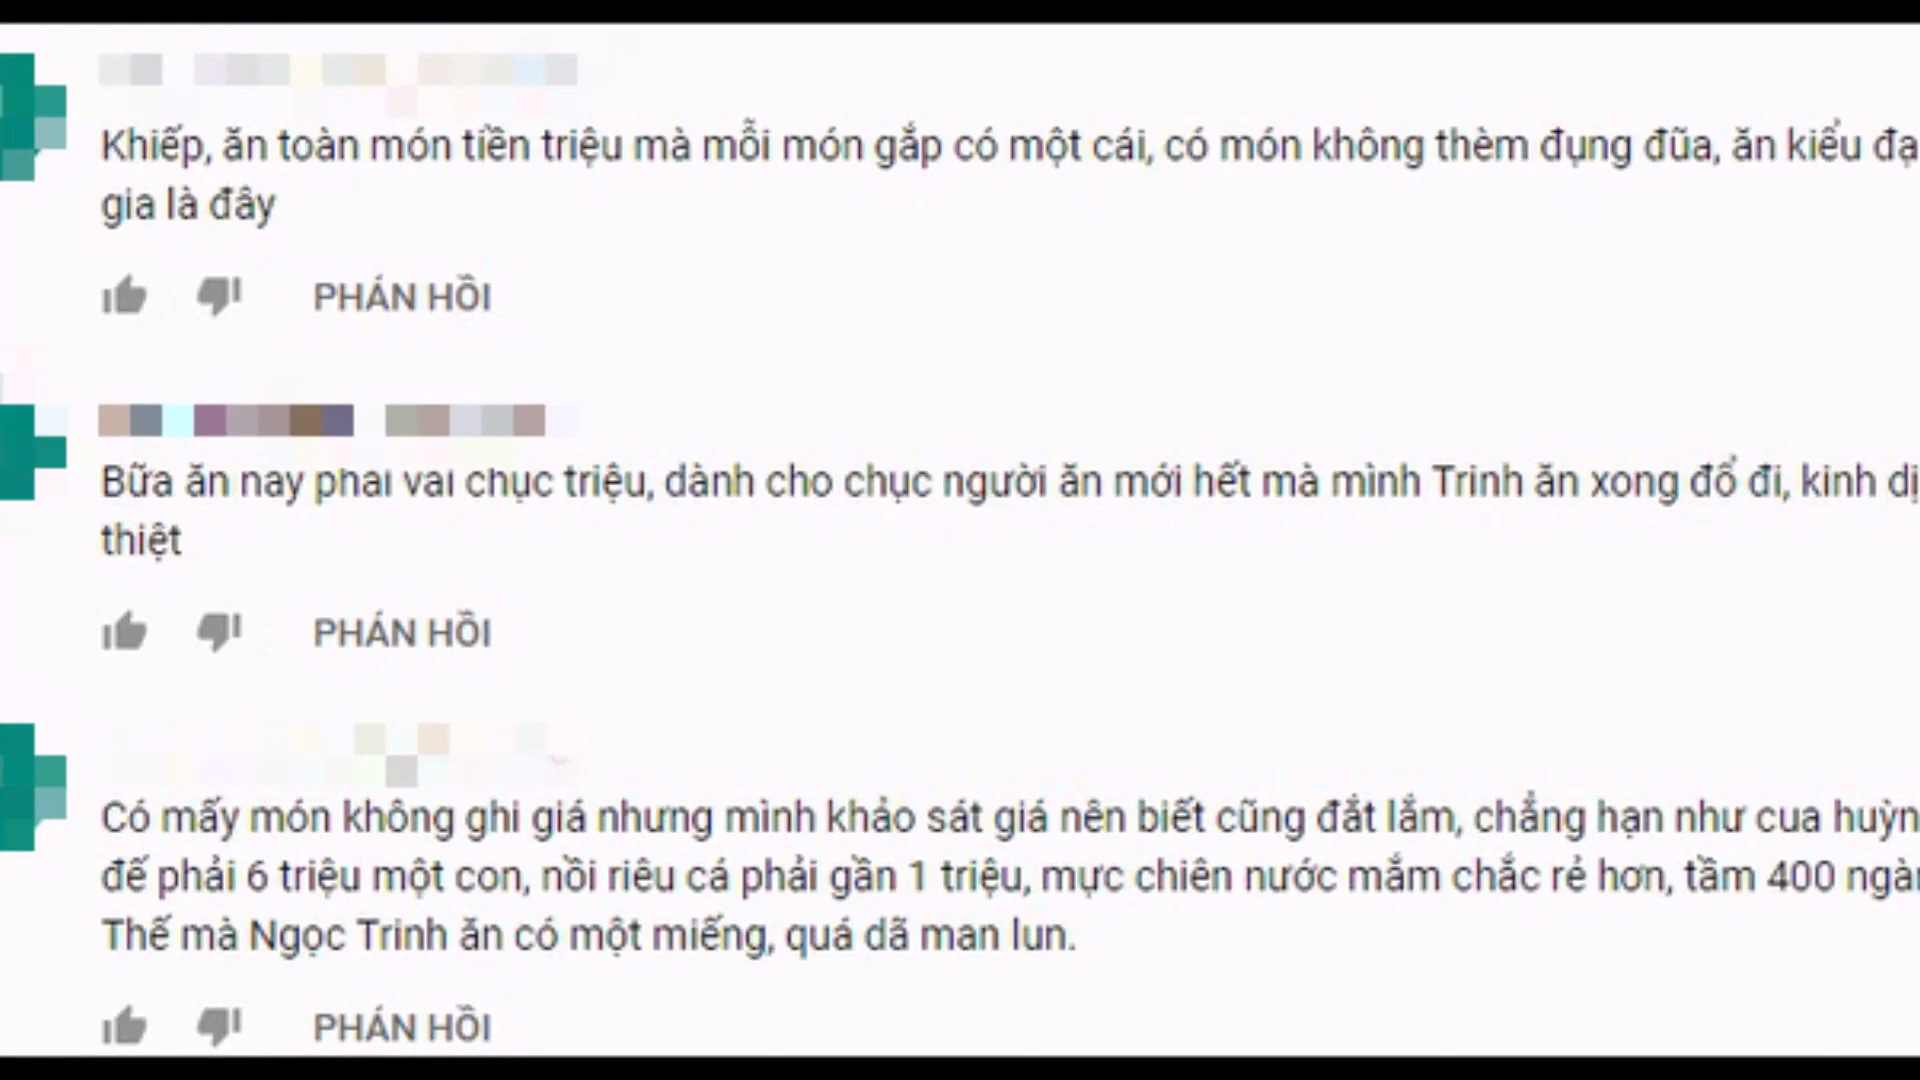 Khiếp, ăn toàn món tiền triệu mà mỗi món gắp có một cái, có món không thèm đụng đũa, ăn kiểu đạ
gia là đây
PHẢN HỒI
Bữa ăn nay phai vai chục triệu, dành cho chục người ăn mới hết mà mình Trinh ăn xong đổ đi, kinh dị
thiệt
PHẢN HỒI
Có mấy món không ghi giá nhưng mình khảo sát giá nên biết cũng đắt lắm, chẳng hạn như cua huỳn
đế phải 6 triệu một con, nồi riêu cá phải gần 1 triệu, mực chiên nước mắm chắc rẻ hơn, tầm 400 ngàn
Thế mà Ngọc Trinh ăn có một miếng, quá dã man lun.
PHẢN HỒI